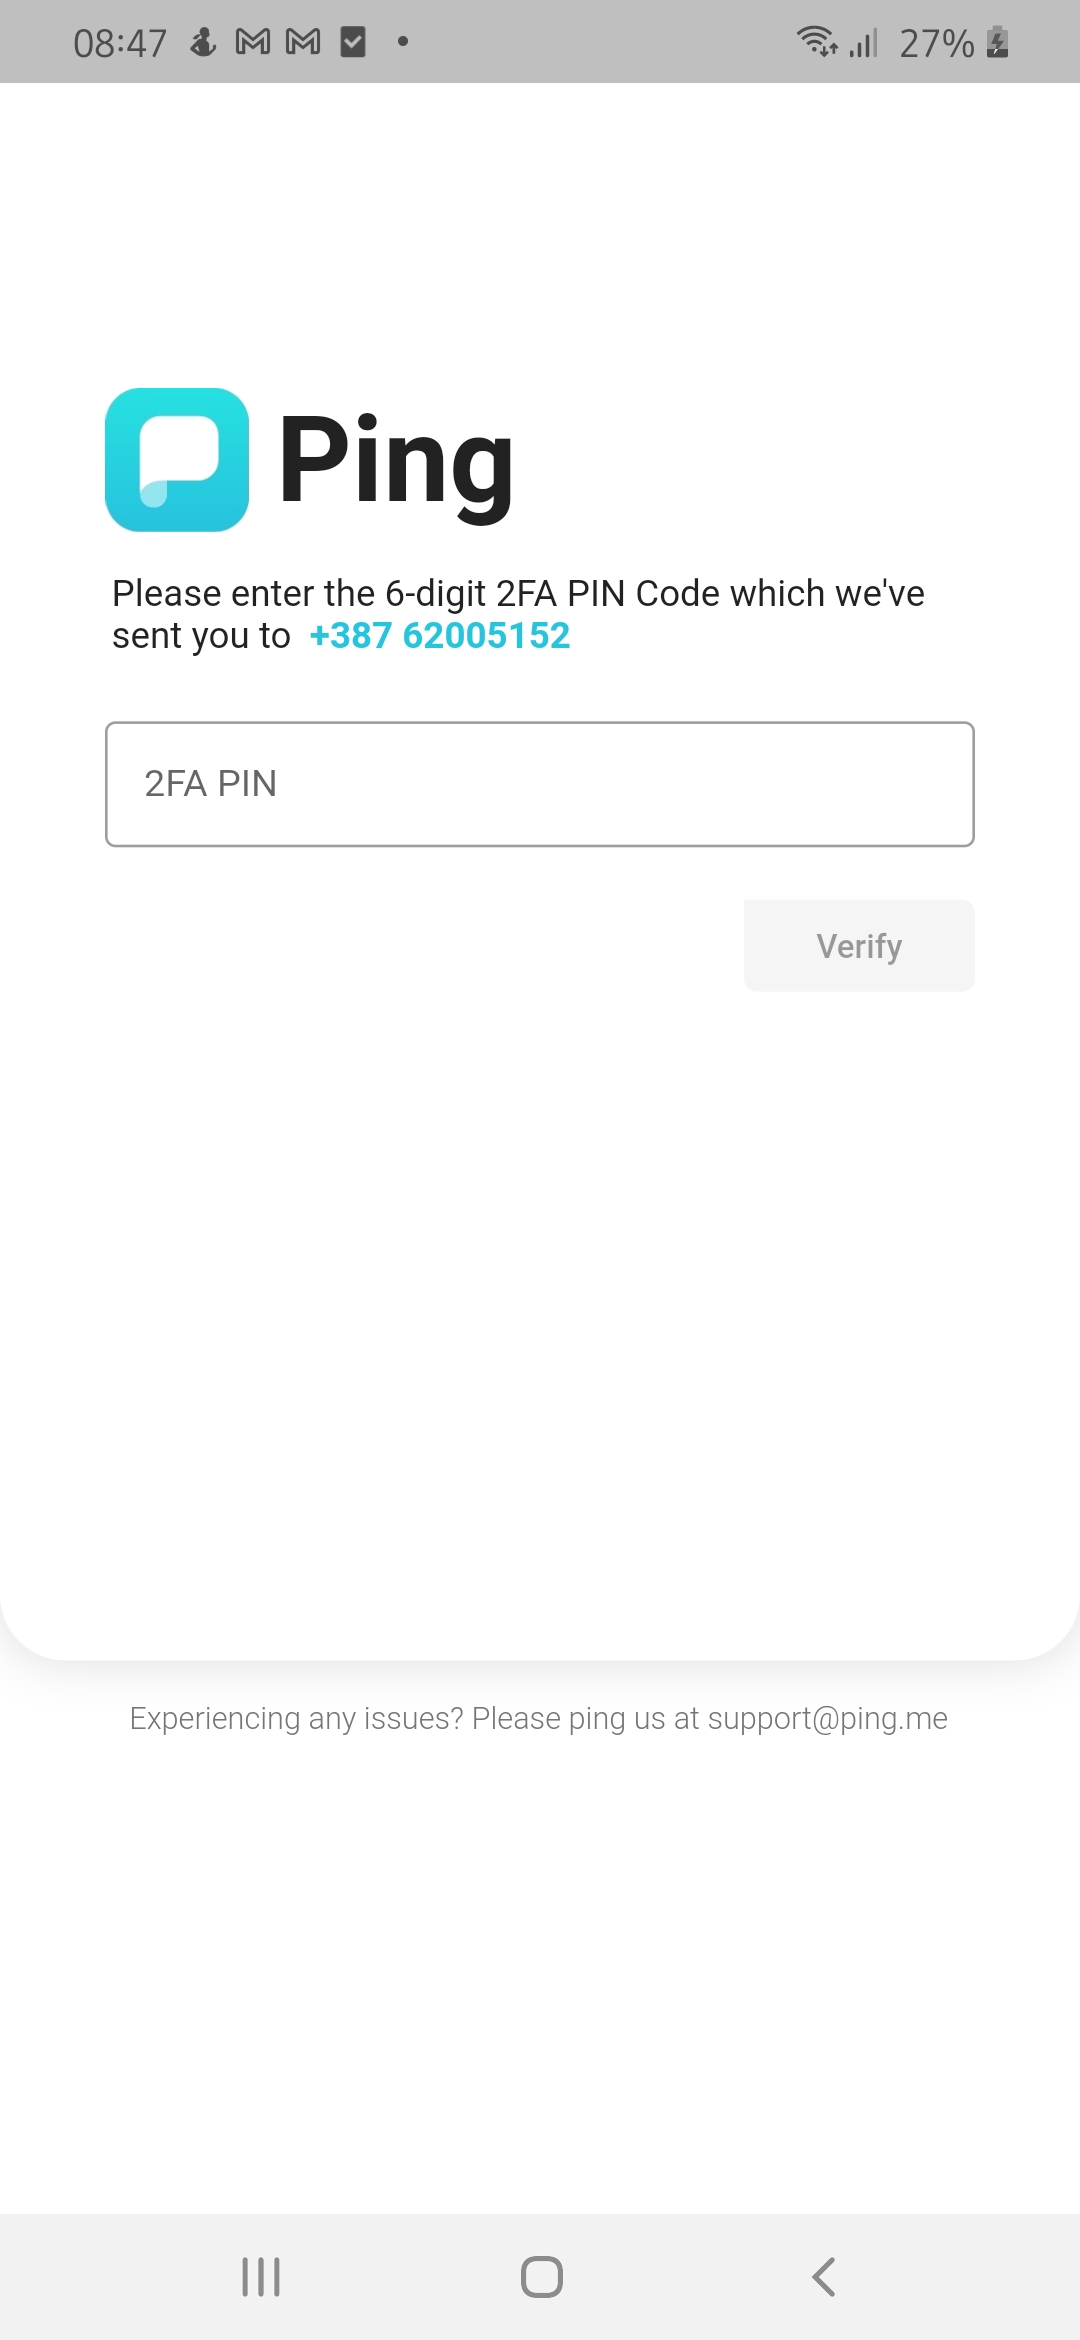 08:47
27%
Ping
Please enter the 6-digit 2FA PIN Code which we've
sent you to +387 62005152
2FA PIN
Verify
Experiencing any issues? Please ping us at support@ping.me